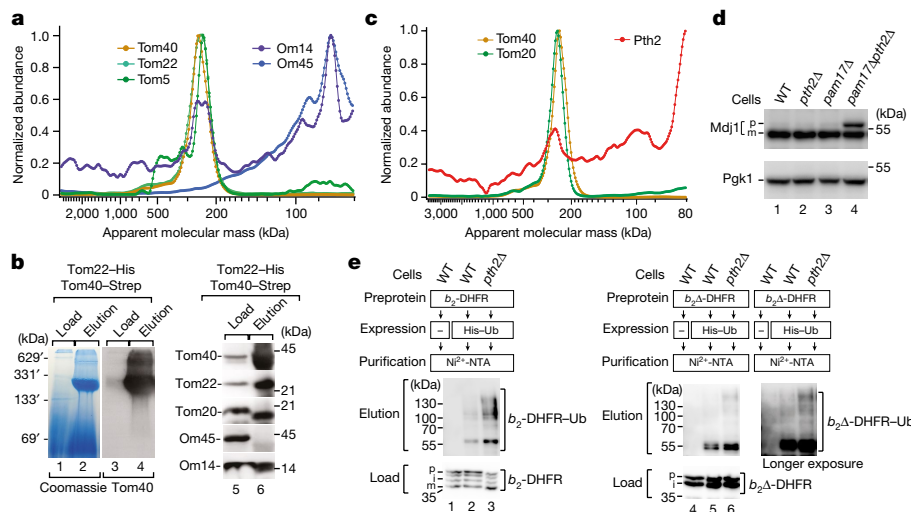 a
Normalized abundance
1.0
0.8
0.6
0.4
0.2
0
Tom40
Tom22
Tom5
Om14
Om45
2,000 1,000 500 200 100
Apparent molecular mass (kDa)
c
Normalized abundance
1.0
0.8
0.6
0.4
0.2
0
Tom40
Tom20
Pth2
3,000 1,000 500 200 100 80
Apparent molecular mass (kDa)
d
Cells WT pth2Δ pam17Δ pam17Δpth2Δ
(kDa)
Mdj1[ p
m
55
Pgk1
55
1 2 3 4
b
Tom22–His
Tom40–Strep
Load Elution Load Elution
(kDa)
629′
331′
133′
69′
1 2 3 4
Coomassie Tom40
Tom22–His
Tom40–Strep
Load Elution
(kDa)
Tom40 45
Tom22 21
Tom20 21
Om45 45
Om14 14
5 6
e
Cells WT WT pth2Δ
Preprotein b2-DHFR
Expression – His–Ub
Purification Ni2+-NTA
Elution
(kDa)
130
100
70
55
b2-DHFR–Ub
Load
p
i
m
35
b2-DHFR
1 2 3
Cells WT WT pth2Δ WT WT pth2Δ
Preprotein b2Δ-DHFR b2Δ-DHFR
Expression – His–Ub – His–Ub
Purification Ni2+-NTA Ni2+-NTA
Elution
(kDa)
130
100
70
55
b2Δ-DHFR–Ub
Longer exposure
Load
p
i
35
b2Δ-DHFR
4 5 6